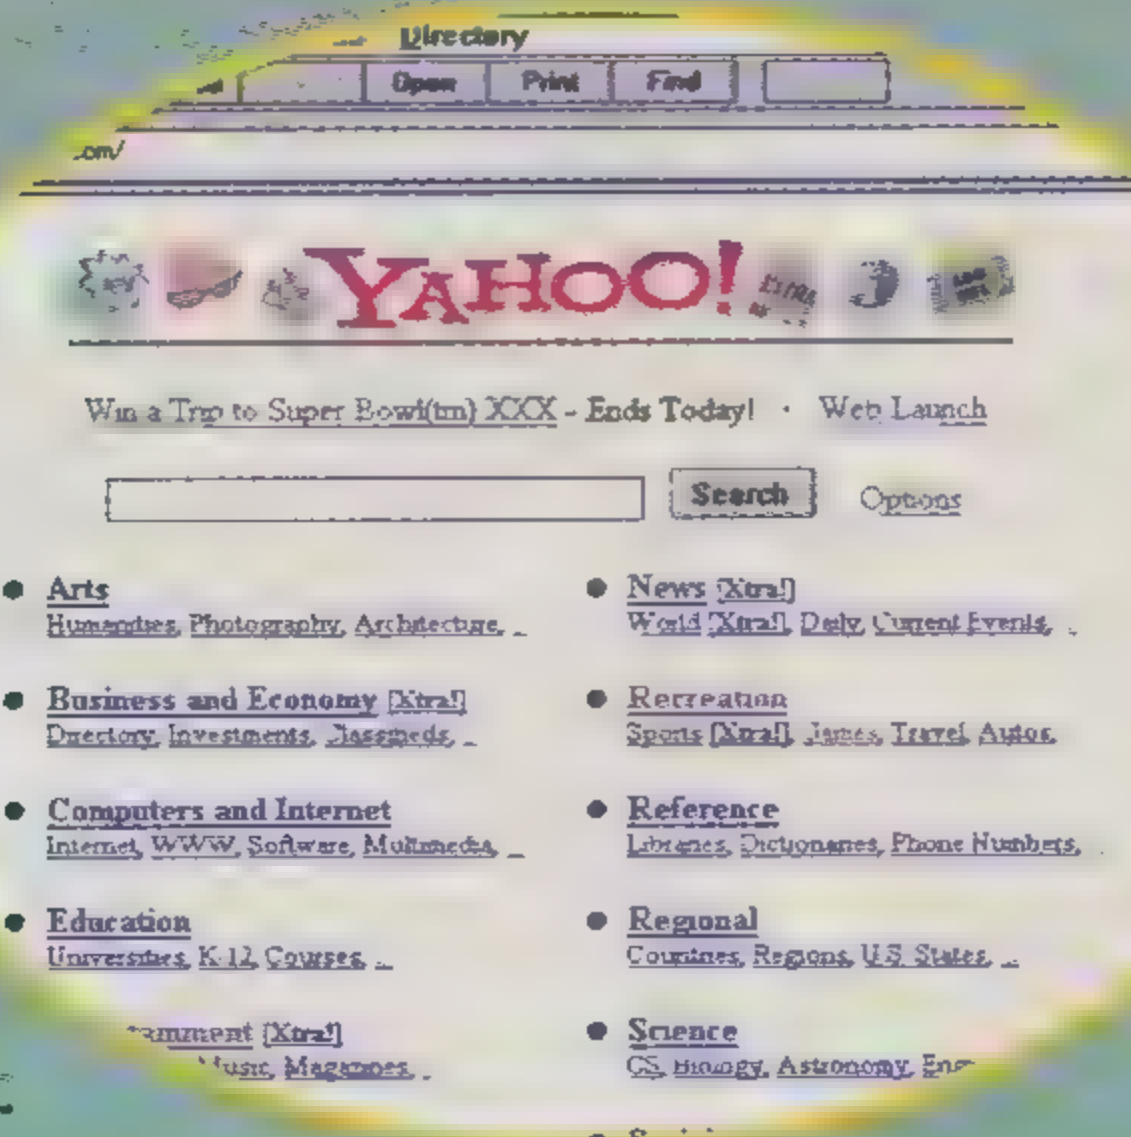 Directory
Open Print Find
.com/
YAHOO!
Win a Trip to Super Bowl(tm) XXX - Ends Today! · Web Launch
Search Options
Arts
Humanities, Photography, Architecture, ...
Business and Economy [Xtra!]
Directory, Investments, Classifieds, ...
Computers and Internet
Internet, WWW, Software, Multimedia, ...
Education
Universities, K-12, Courses, ...
[Xtra!]
Music, Magazines, ...
News [Xtra!]
World [Xtra!], Daily, Current Events, ...
Recreation
Sports [Xtra!], Games, Travel, Autos,
Reference
Libraries, Dictionaries, Phone Numbers,
Regional
Countries, Regions, U.S. States, ...
Science
CS, Biology, Astronomy,